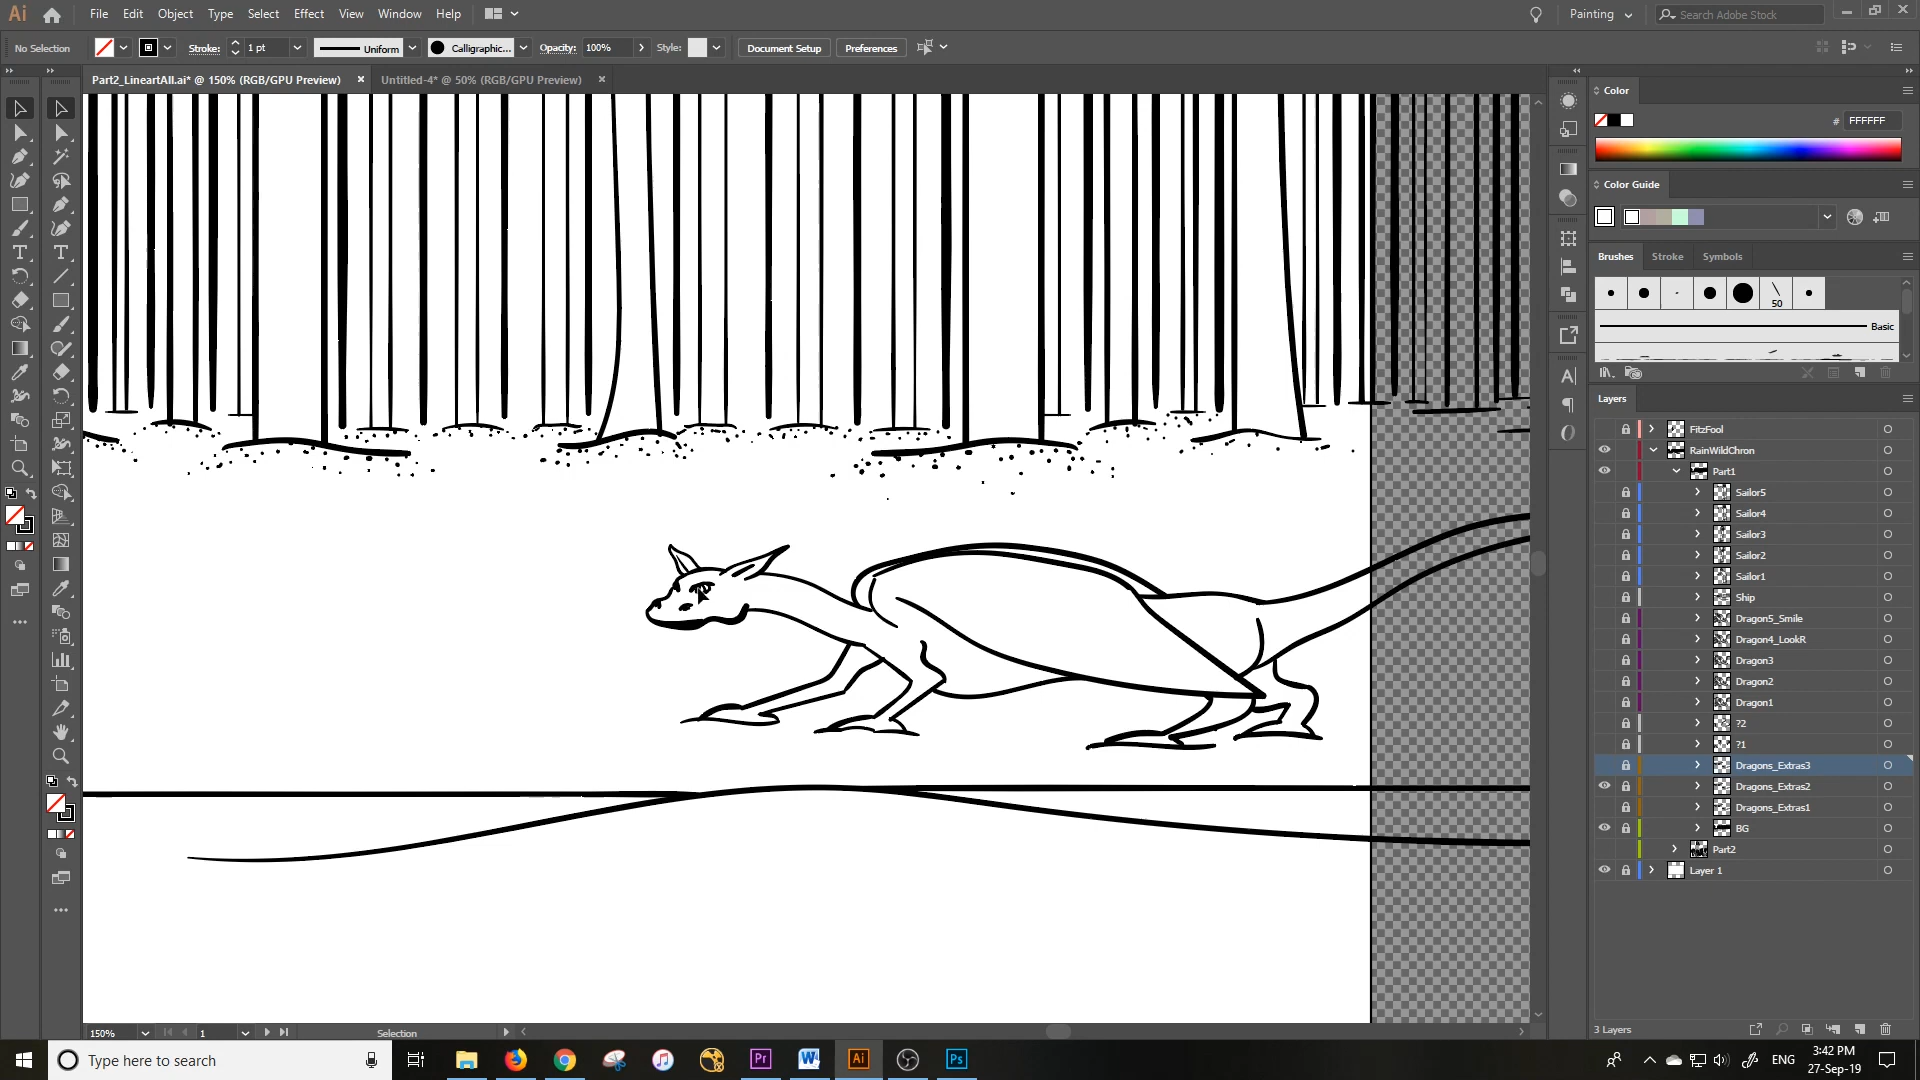 Ai File Edit Object Type Select Effect View Window Help Painting Search Adobe Stock
No Selection Stroke: 1 pt Uniform Calligraphic... Opacity: 100% Style: Document Setup Preferences
Part2_LineartAll.ai* @ 150% (RGB/GPU Preview) Untitled-4* @ 50% (RGB/GPU Preview)
Color
# FFFFFF
Color Guide
Brushes Stroke Symbols
50
Basic
Layers
FitzFool
RainWildChron
Part1
Sailor5
Sailor4
Sailor3
Sailor2
Sailor1
Ship
Dragon5_Smile
Dragon4_LookR
Dragon3
Dragon2
Dragon1
?2
?1
Dragons_Extras3
Dragons_Extras2
Dragons_Extras1
BG
Part2
Layer 1
150% 1 Selection
3 Layers
Type here to search
Pr W Ai Ps
ENG
3:42 PM
27-Sep-19